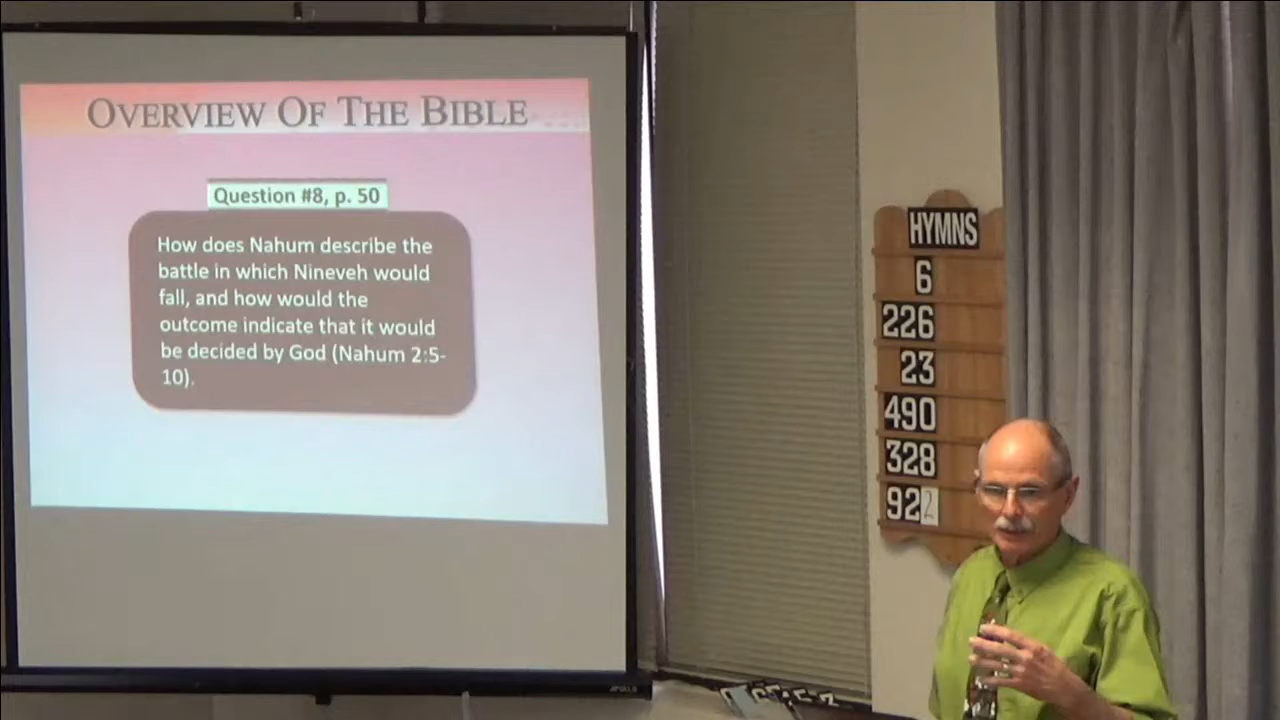 OVERVIEW OF THE BIBLE
Question #8, p. 50
How does Nahum describe the
battle in which Nineveh would
fall, and how would the
outcome indicate that it would
be decided by God (Nahum 2:5-
10).
HYMNS
6
226
23
490
328
922